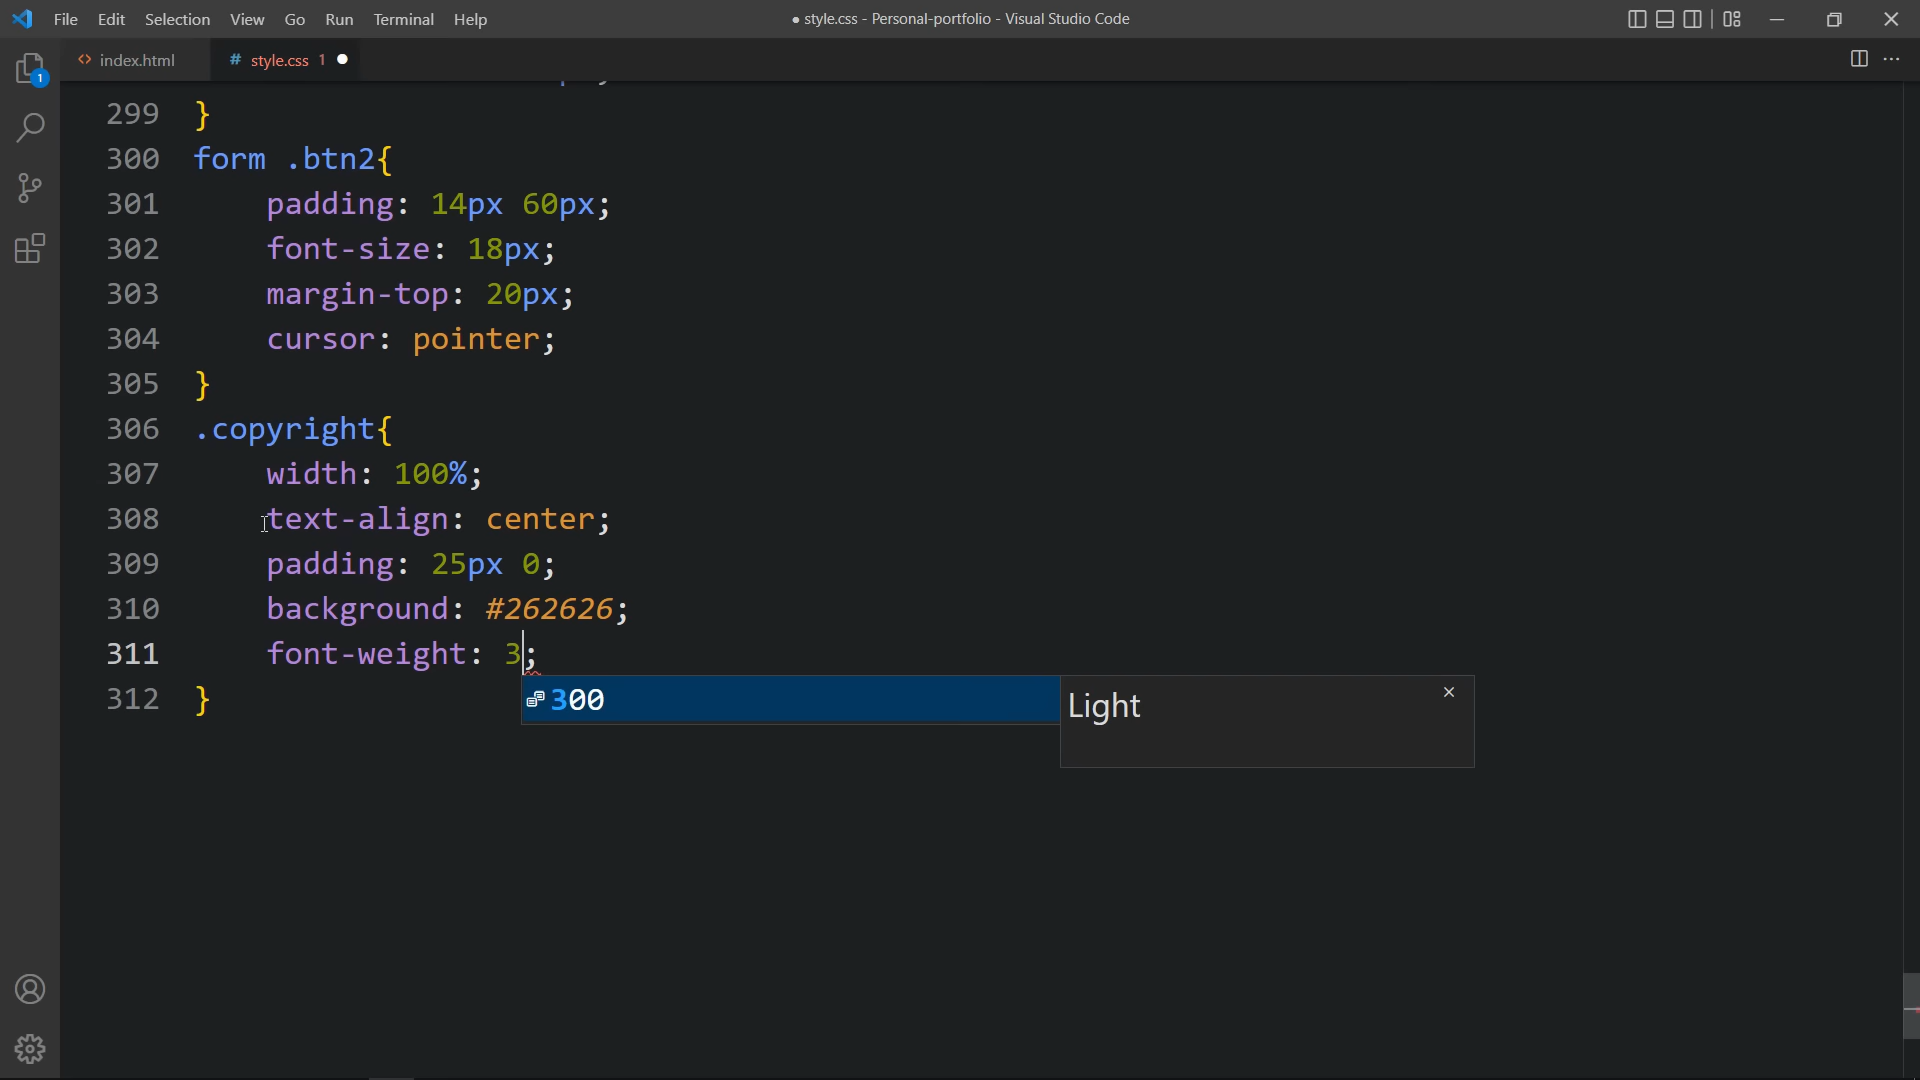 File Edit Selection View Go Run Terminal Help
● style.css - Personal-portfolio - Visual Studio Code
1
<> index.html
# style.css 1 ●
299 }
300 form .btn2{
301 padding: 14px 60px;
302 font-size: 18px;
303 margin-top: 20px;
304 cursor: pointer;
305 }
306 .copyright{
307 width: 100%;
308 text-align: center;
309 padding: 25px 0;
310 background: #262626;
311 font-weight: 3;
312 }
300
Light